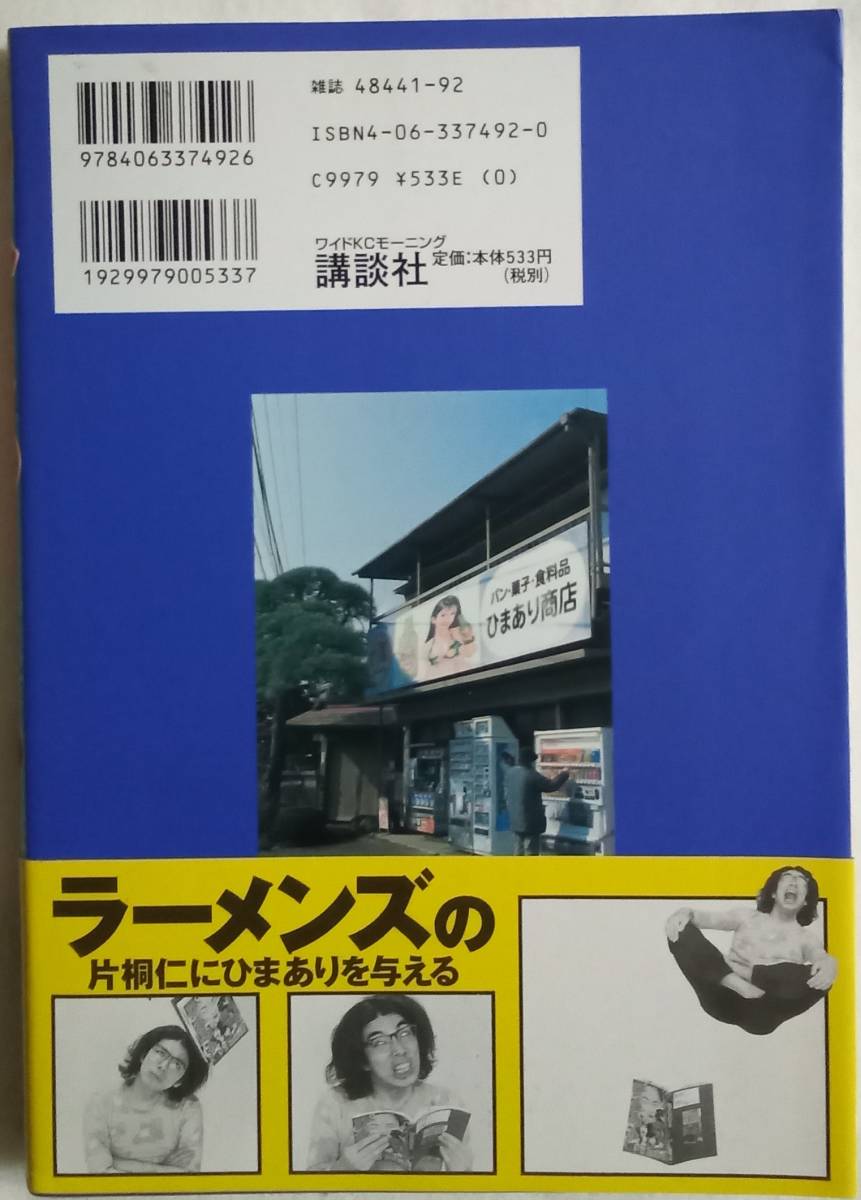 雑誌 48441-92
9784063374926
ISBN4-06-337492-0
C9979 ¥533E (0)
1929979005337
ワイドKCモーニング
講談社 定価:本体533円
(税別)
パン・菓子・食料品
ひまあり商店
ラーメンズの
片桐仁にひまありを与える